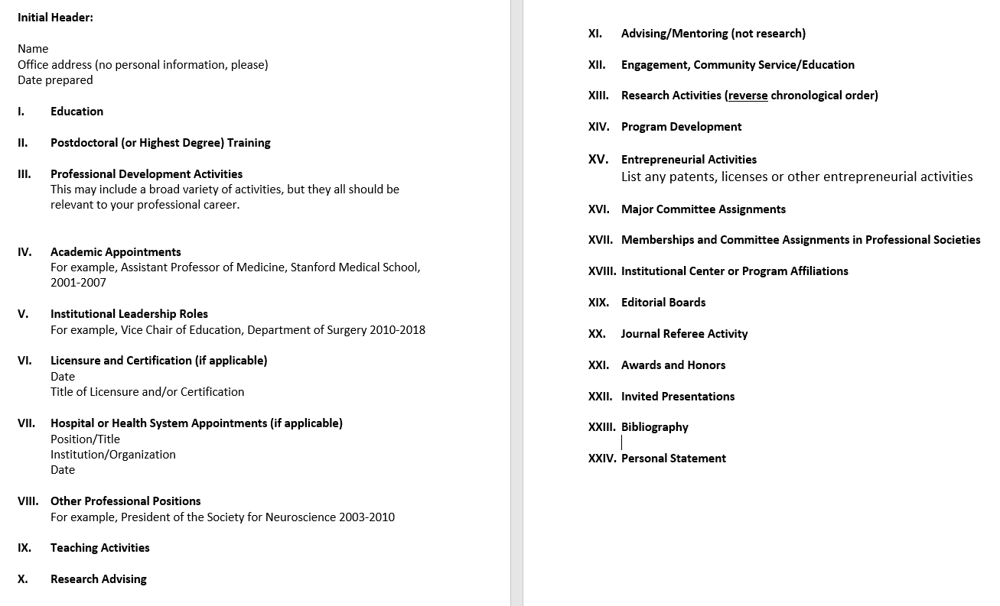 Initial Header:
Name
Office address (no personal information, please)
Date prepared
I. Education
II. Postdoctoral (or Highest Degree) Training
III. Professional Development Activities
This may include a broad variety of activities, but they all should be
relevant to your professional career.
IV. Academic Appointments
For example, Assistant Professor of Medicine, Stanford Medical School,
2001-2007
V. Institutional Leadership Roles
For example, Vice Chair of Education, Department of Surgery 2010-2018
VI. Licensure and Certification (if applicable)
Date
Title of Licensure and/or Certification
VII. Hospital or Health System Appointments (if applicable)
Position/Title
Institution/Organization
Date
VIII. Other Professional Positions
For example, President of the Society for Neuroscience 2003-2010
IX. Teaching Activities
X. Research Advising
XI. Advising/Mentoring (not research)
XII. Engagement, Community Service/Education
XIII. Research Activities (reverse chronological order)
XIV. Program Development
XV. Entrepreneurial Activities
List any patents, licenses or other entrepreneurial activities
XVI. Major Committee Assignments
XVII. Memberships and Committee Assignments in Professional Societies
XVIII. Institutional Center or Program Affiliations
XIX. Editorial Boards
XX. Journal Referee Activity
XXI. Awards and Honors
XXII. Invited Presentations
XXIII. Bibliography
XXIV. Personal Statement